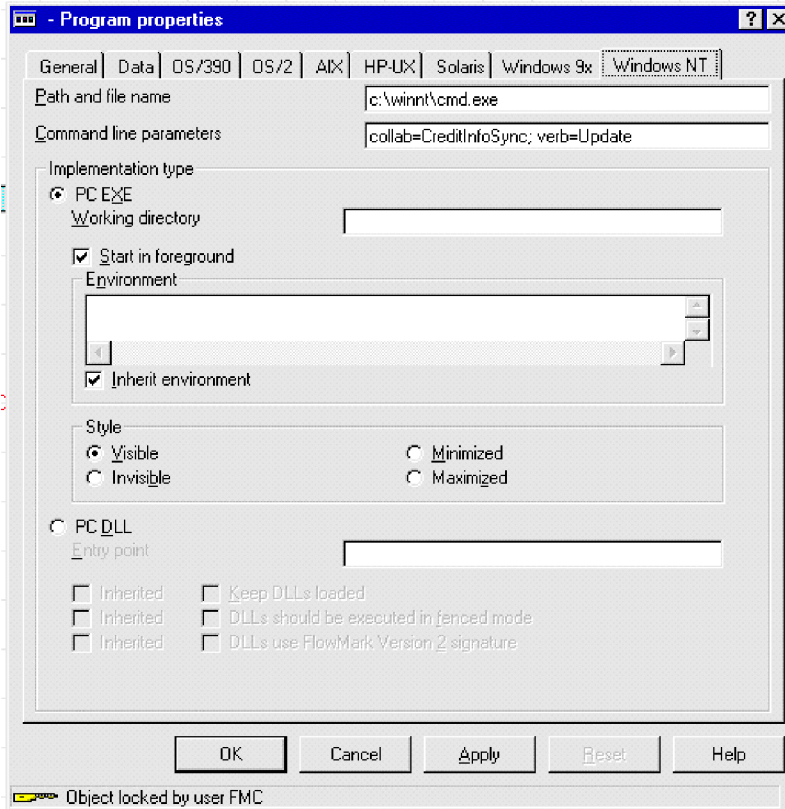 - Program properties
General Data OS/390 OS/2 AIX HP-UX Solaris Windows 9x Windows NT
Path and file name c:\winnt\cmd.exe
Command line parameters collab=CreditInfoSync; verb=Update
Implementation type
PC EXE
Working directory
Start in foreground
Environment
Inherit environment
Style
Visible Minimized
Invisible Maximized
PC DLL
Entry point
Inherited Keep DLLs loaded
Inherited DLLs should be executed in fenced mode
Inherited DLLs use FlowMark Version 2 signature
OK Cancel Apply Reset Help
Object locked by user FMC